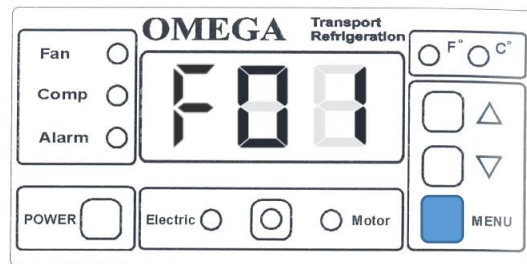 OMEGA Transport Refrigeration
Fan
Comp
Alarm
F01
F° C°
△
▽
MENU
POWER
Electric
Motor